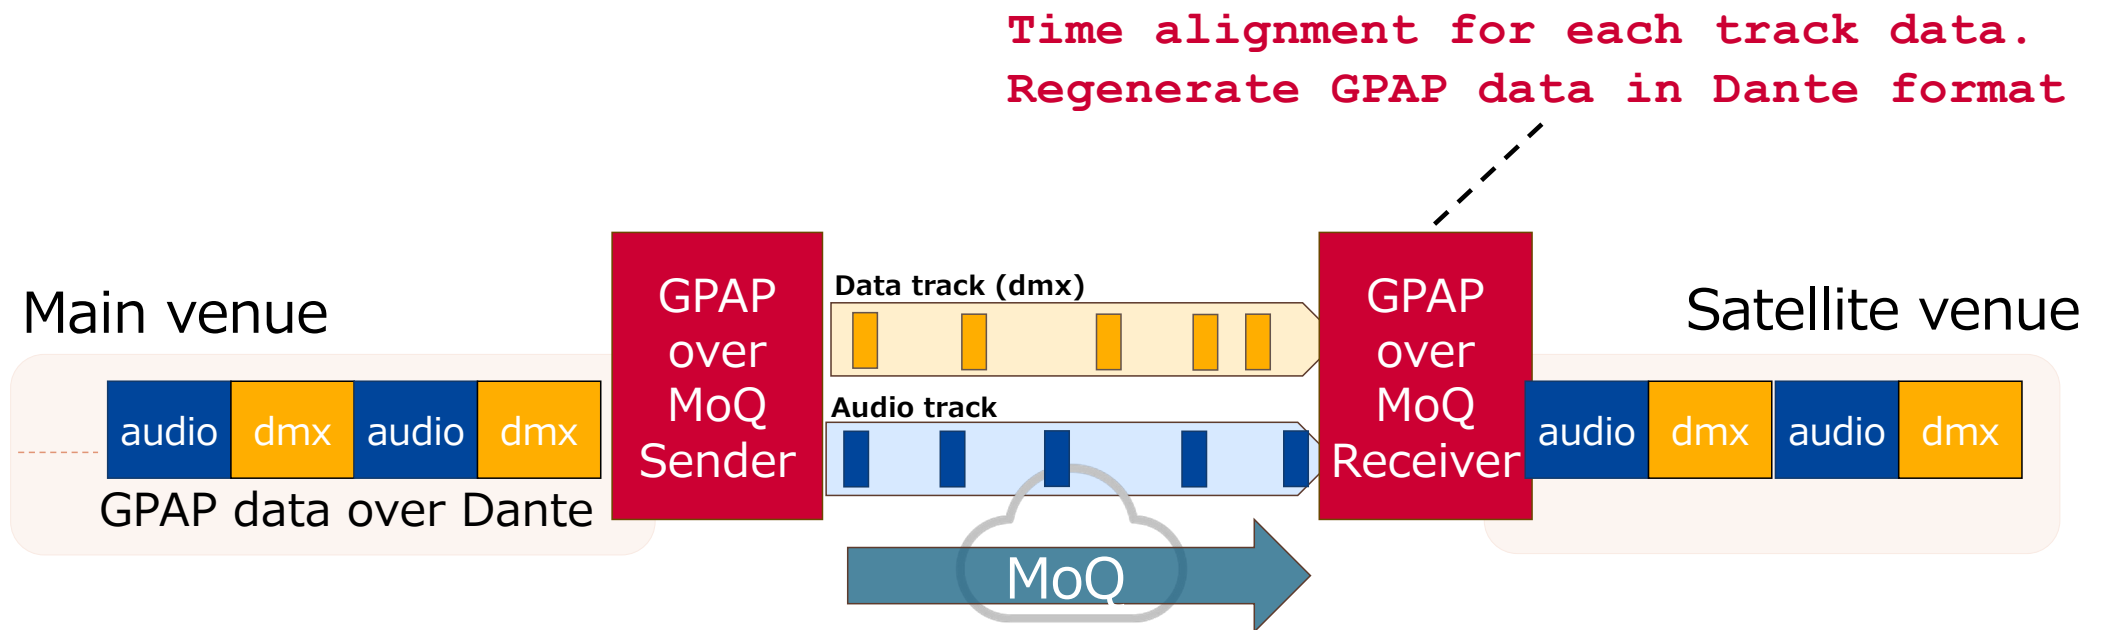 Time alignment for each track data.
Regenerate GPAP data in Dante format
Main venue
audio dmx audio dmx
GPAP data over Dante
GPAP
over
MoQ
Sender
Data track (dmx)
Audio track
MoQ
GPAP
over
MoQ
Receiver
Satellite venue
audio dmx audio dmx